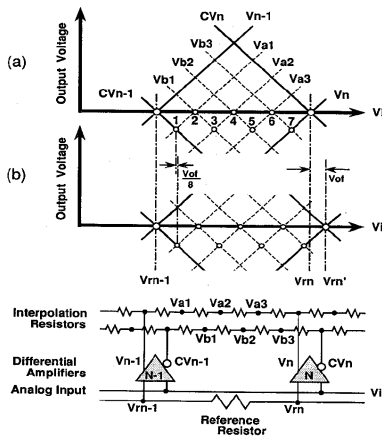 CVn Vn-1
Vb3 Va1
Vb2 Va2
Vb1 Va3
(a)
Output Voltage
CVn-1
Vn
1 2 3 4 5 6 7
Vi
(b)
Output Voltage
Vof
8
Vof
Vi
Vrn-1 Vrn Vrn'
Interpolation
Resistors
Va1 Va2 Va3
Vb1 Vb2 Vb3
Differential
Amplifiers
Vn-1 CVn-1 Vn CVn
N-1 N
Analog Input
Vi
Vrn-1 Vrn
Reference
Resistor